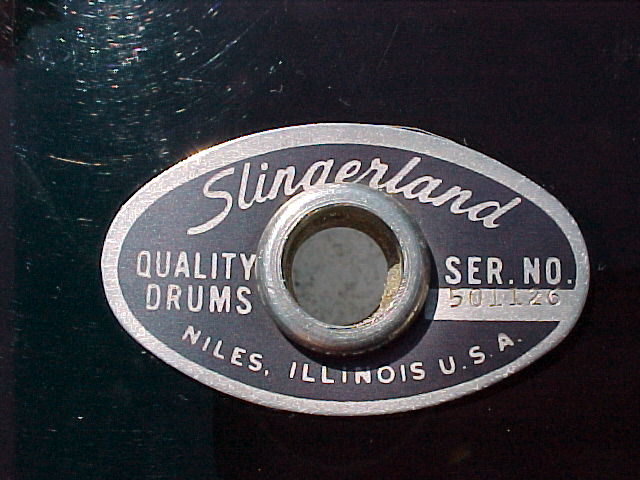 Slingerland
QUALITY
DRUMS
SER. NO.
501126
NILES, ILLINOIS U.S.A.